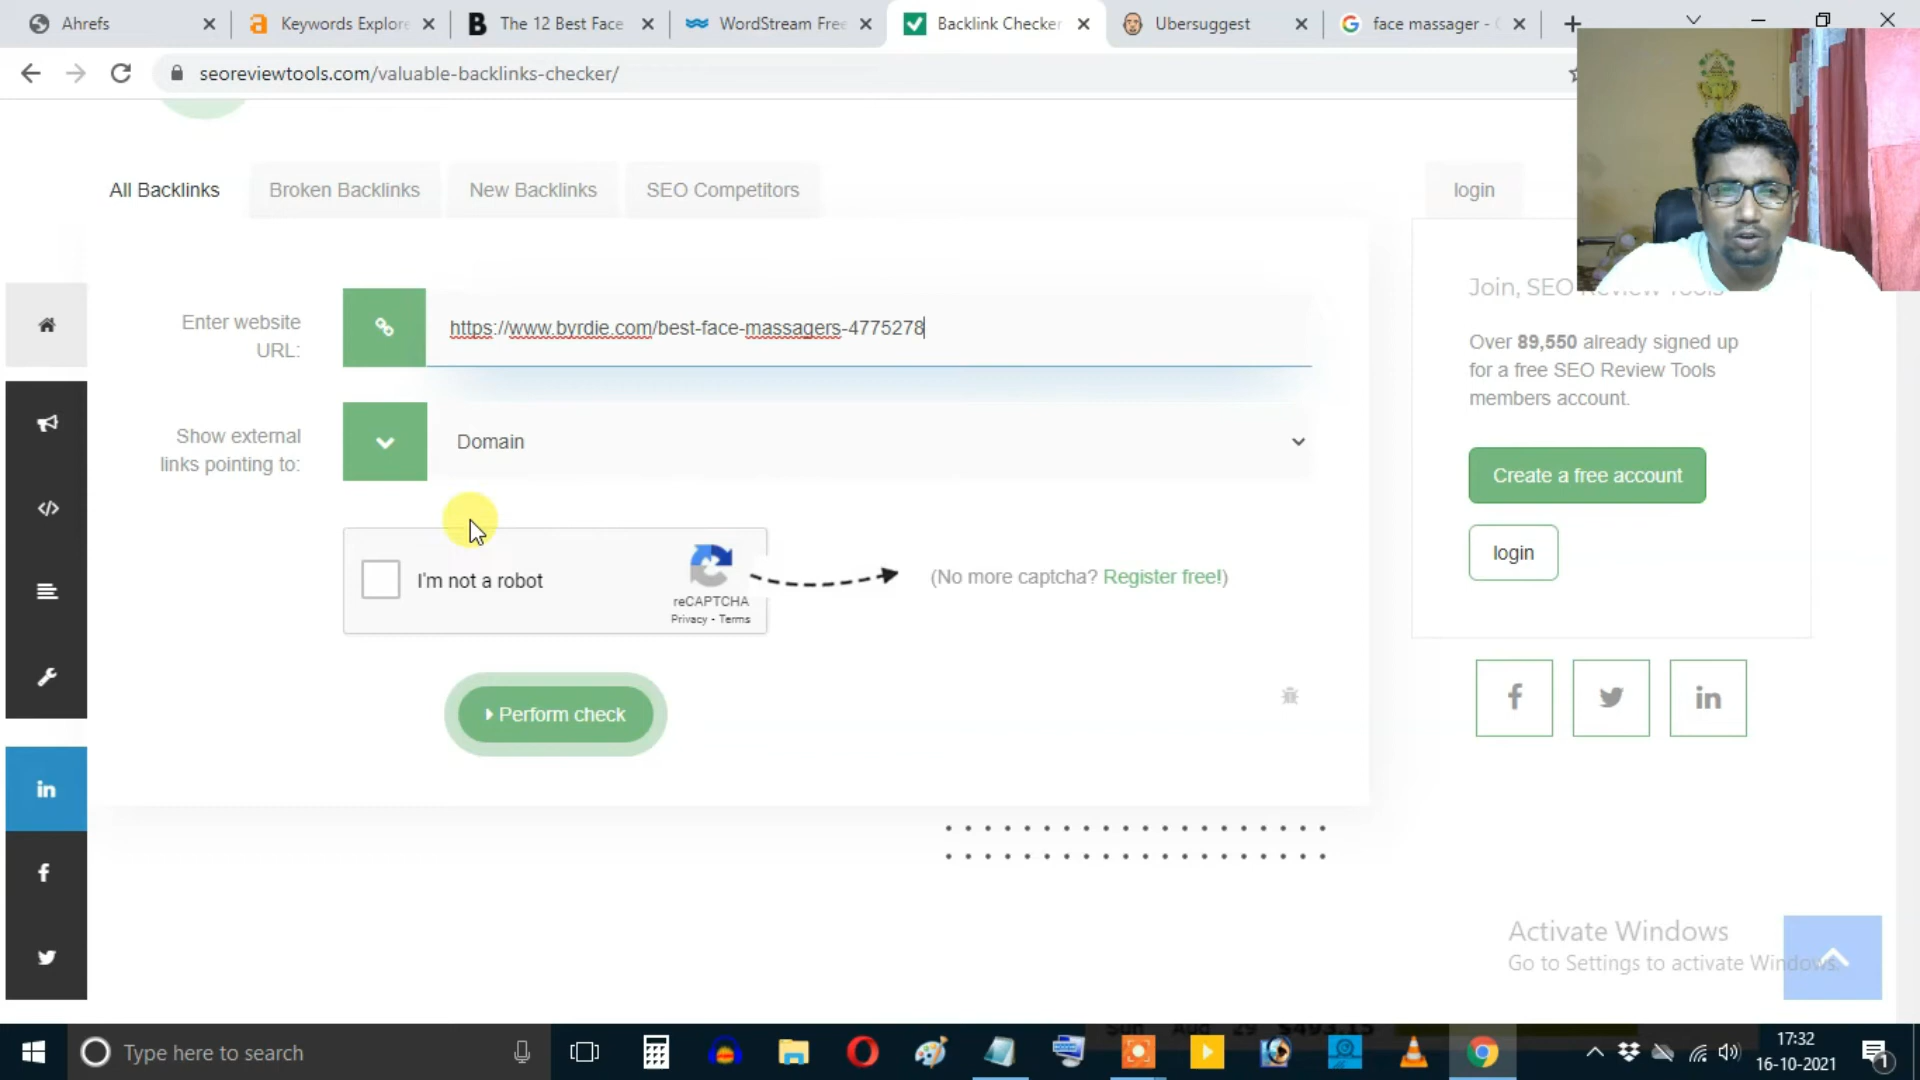 Ahrefs
Keywords Explore
The 12 Best Face
WordStream Free
Backlink Checker
Ubersuggest
face massager -
seoreviewtools.com/valuable-backlinks-checker/
All Backlinks
Broken Backlinks
New Backlinks
SEO Competitors
login
Enter website
URL:
https://www.byrdie.com/best-face-massagers-4775278
Show external
links pointing to:
Domain
I'm not a robot
reCAPTCHA
Privacy - Terms
(No more captcha? Register free!)
Perform check
Join, SEO Review Tools
Over 89,550 already signed up
for a free SEO Review Tools
members account.
Create a free account
login
Activate Windows
Go to Settings to activate Windows.
Type here to search
17:32
16-10-2021
1